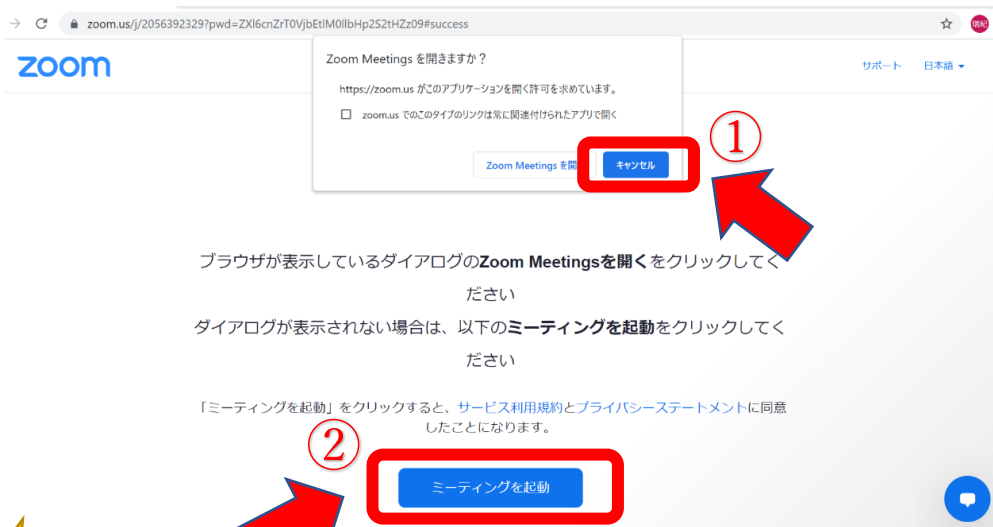 zoom.us/j/2056392329?pwd=ZXl6cnZrT0VjbEtlM0llbHp2S2tHZz09#success
zoom
Zoom Meetings を開きますか？
https://zoom.us がこのアプリケーションを開く許可を求めています。
zoom.us でのこのタイプのリンクは常に関連付けられたアプリで開く
Zoom Meetings を開
キャンセル
サポート 日本語
①
ブラウザが表示しているダイアログのZoom Meetingsを開くをクリックしてく
ださい
ダイアログが表示されない場合は、以下のミーティングを起動をクリックしてく
ださい
「ミーティングを起動」をクリックすると、サービス利用規約とプライバシーステートメントに同意
したことになります。
②
ミーティングを起動